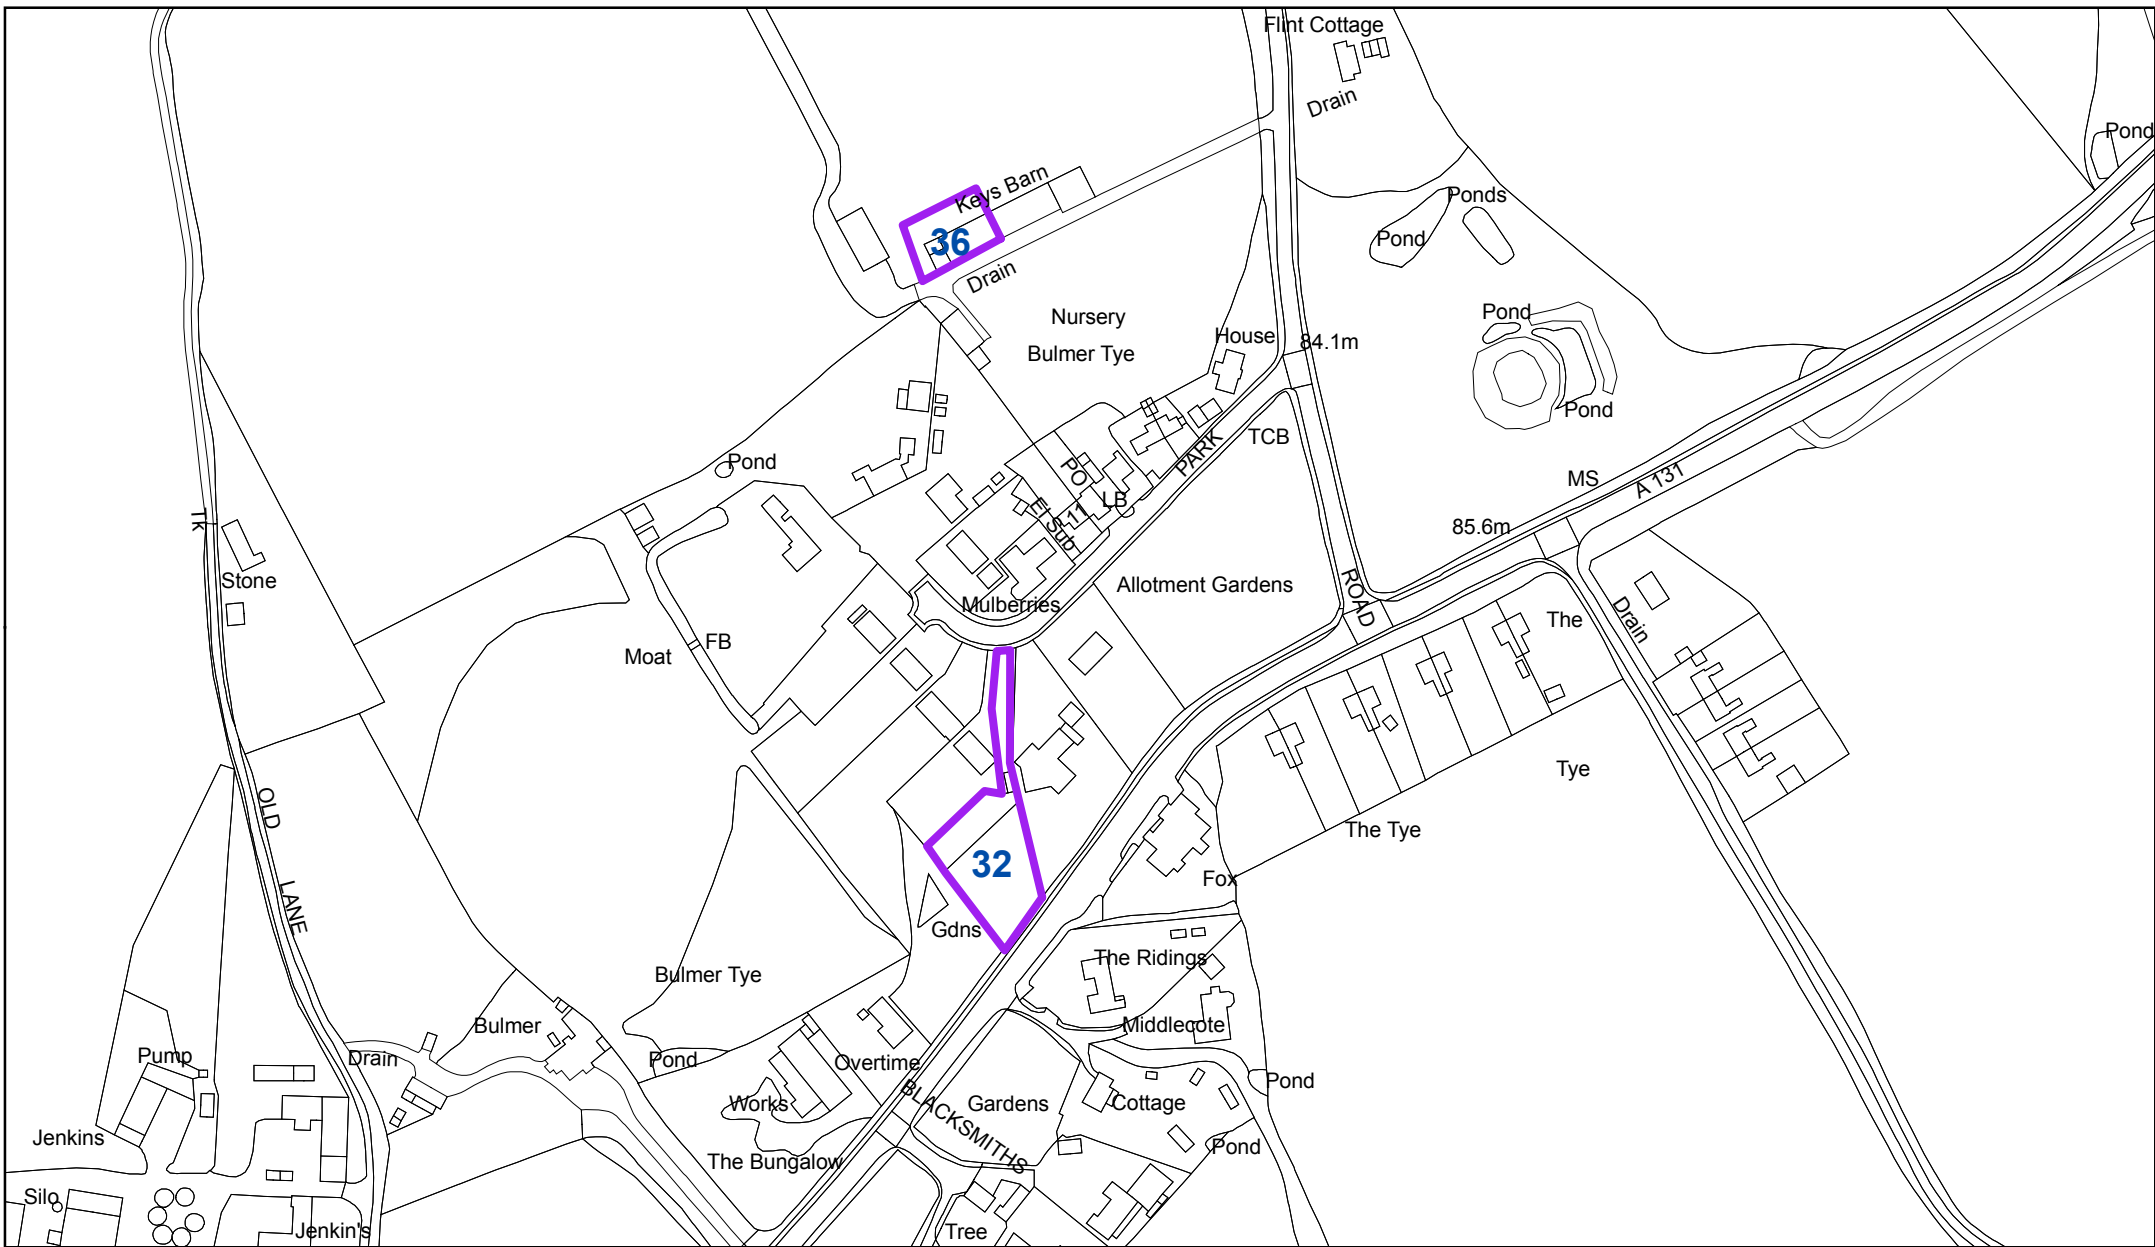 Flint Cottage
Drain
Pond
Keys Barn
36
Ponds
Pond
Drain
Nursery
Bulmer Tye
House
84.1m
Pond
Pond
TCB
PARK
Pond
PO
LB
11
El Sub
MS
A 131
85.6m
Tk
Stone
Allotment Gardens
Mulberries
ROAD
The
Drain
Moat
FB
Tye
The Tye
OLD
LANE
32
Fox
Gdns
The Ridings
Bulmer Tye
Bulmer
Middlecote
Pump
Drain
Pond
Overtime
Pond
Works
BLACKSMITHS
Gardens
Cottage
Jenkins
The Bungalow
Pond
Silo
Jenkin's
Tree